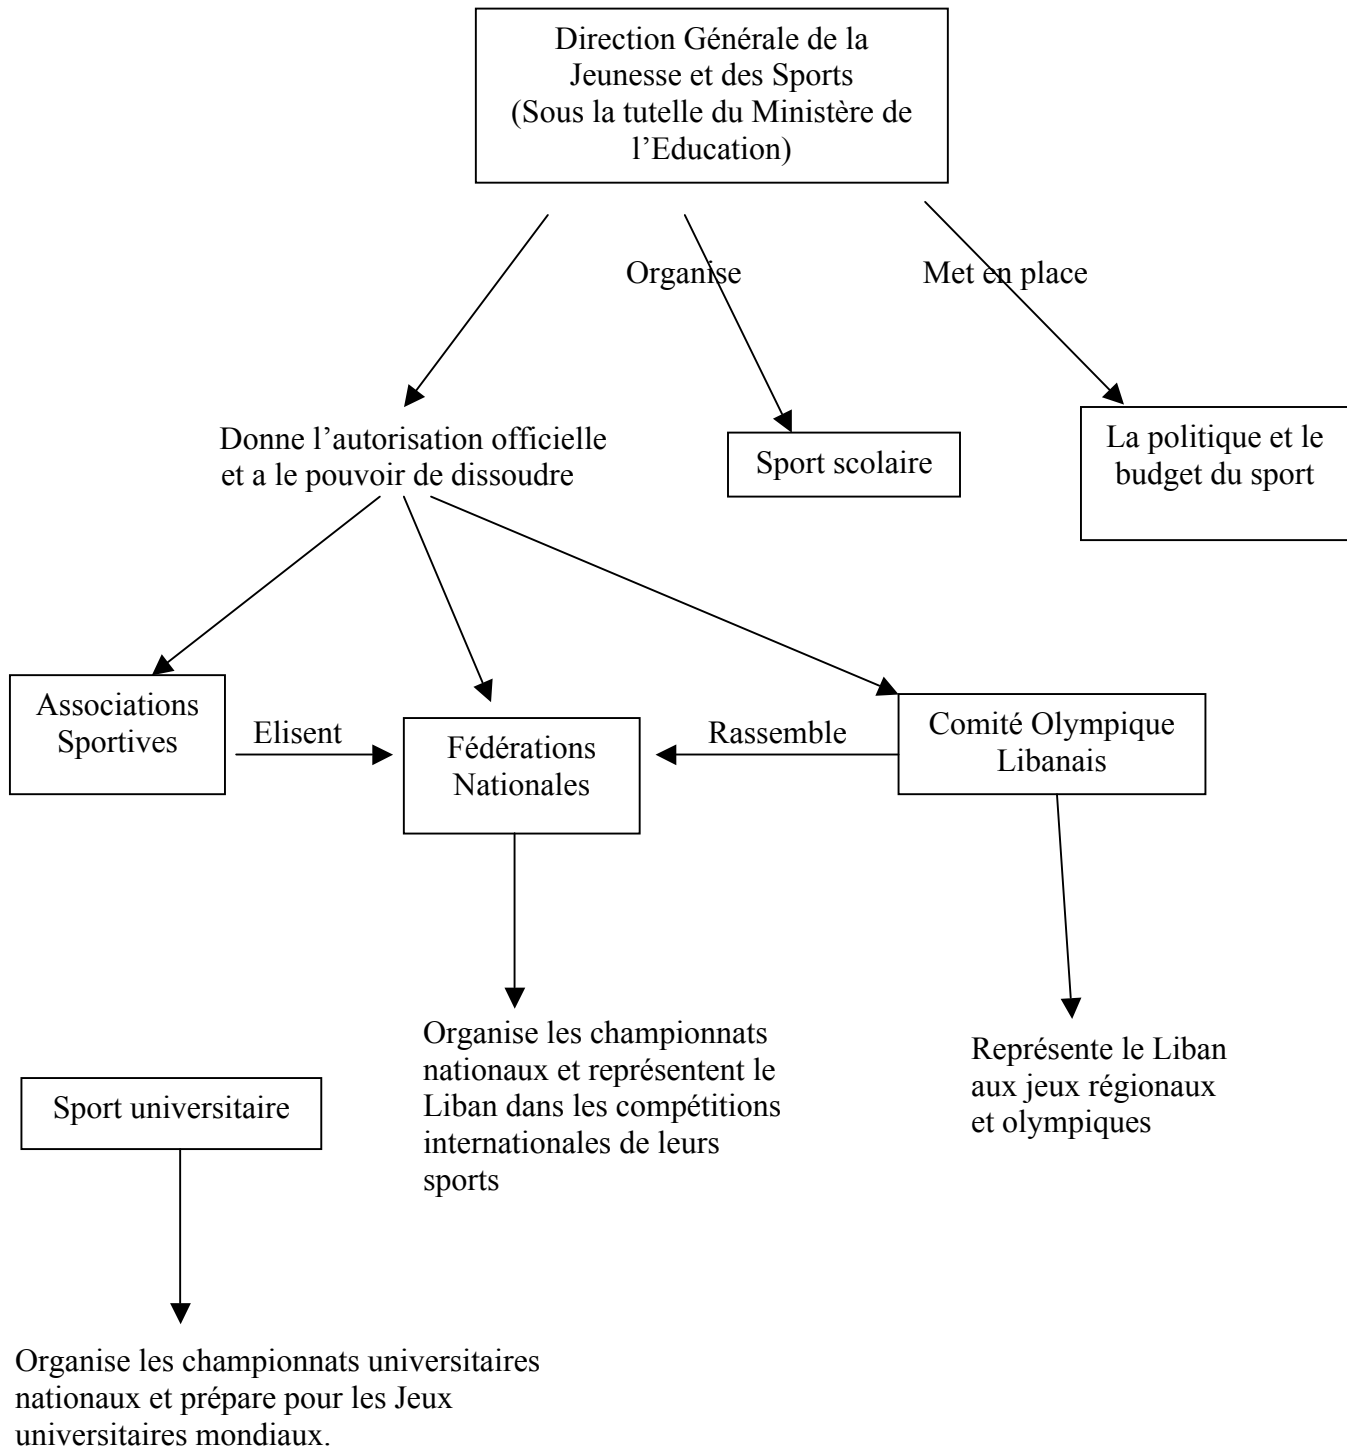 Direction Générale de la
Jeunesse et des Sports
(Sous la tutelle du Ministère de
l’Education)
Organise
Met en place
Donne l’autorisation officielle
et a le pouvoir de dissoudre
Sport scolaire
La politique et le
budget du sport
Associations
Sportives
Elisent
Fédérations
Nationales
Rassemble
Comité Olympique
Libanais
Organise les championnats
nationaux et représentent le
Liban dans les compétitions
internationales de leurs
sports
Représente le Liban
aux jeux régionaux
et olympiques
Sport universitaire
Organise les championnats universitaires
nationaux et prépare pour les Jeux
universitaires mondiaux.